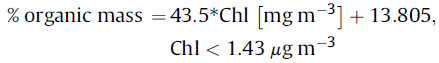 % organic mass = 43.5*Chl [mg m⁻³] + 13.805,
Chl < 1.43 μg m⁻³